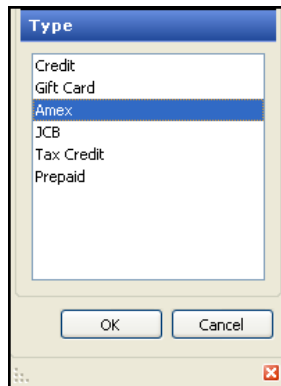 Type
Credit
Gift Card
Amex
JCB
Tax Credit
Prepaid
OK Cancel